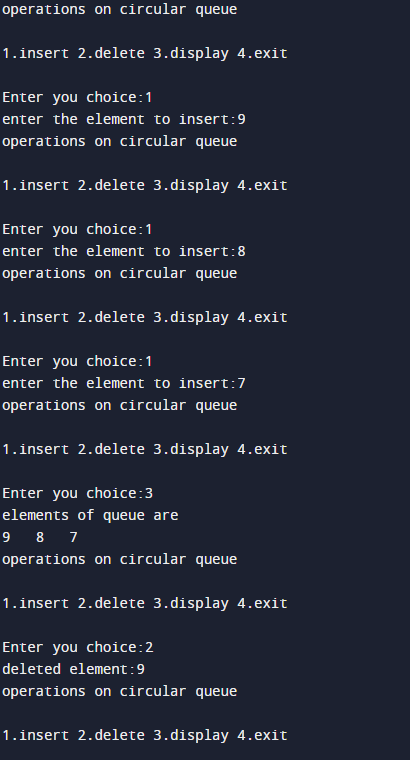 operations on circular queue
1.insert 2.delete 3.display 4.exit
Enter you choice:1
enter the element to insert:9
operations on circular queue
1.insert 2.delete 3.display 4.exit
Enter you choice:1
enter the element to insert:8
operations on circular queue
1.insert 2.delete 3.display 4.exit
Enter you choice:1
enter the element to insert:7
operations on circular queue
1.insert 2.delete 3.display 4.exit
Enter you choice:3
elements of queue are
9   8   7
operations on circular queue
1.insert 2.delete 3.display 4.exit
Enter you choice:2
deleted element:9
operations on circular queue
1.insert 2.delete 3.display 4.exit